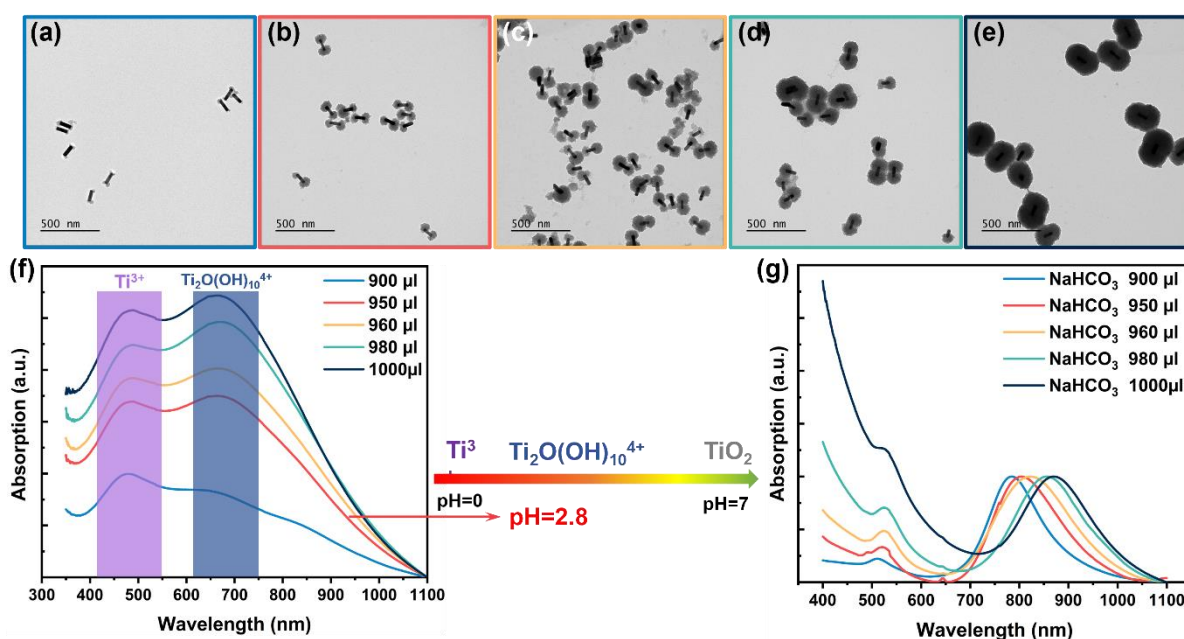 (a)
(b)
(c)
(d)
(e)
500 nm
500 nm
500 nm
500 nm
500 nm
(f)
Ti³⁺
Ti₂O(OH)₁₀⁴⁺
900 µl
950 µl
960 µl
980 µl
1000µl
Absorption (a.u.)
300 400 500 600 700 800 900 1000 1100
Wavelength (nm)
Ti³
Ti₂O(OH)₁₀⁴⁺
TiO₂
pH=0
pH=7
pH=2.8
(g)
NaHCO₃ 900 µl
NaHCO₃ 950 µl
NaHCO₃ 960 µl
NaHCO₃ 980 µl
NaHCO₃ 1000µl
Absorption (a.u.)
400 500 600 700 800 900 1000 1100
Wavelength (nm)